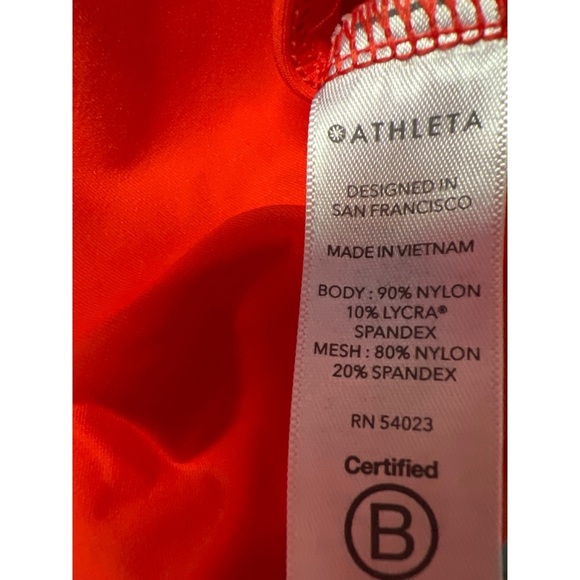 ATHLETA
DESIGNED IN
SAN FRANCISCO
MADE IN VIETNAM
BODY : 90% NYLON
10% LYCRA®
SPANDEX
MESH : 80% NYLON
20% SPANDEX
RN 54023
Certified
B